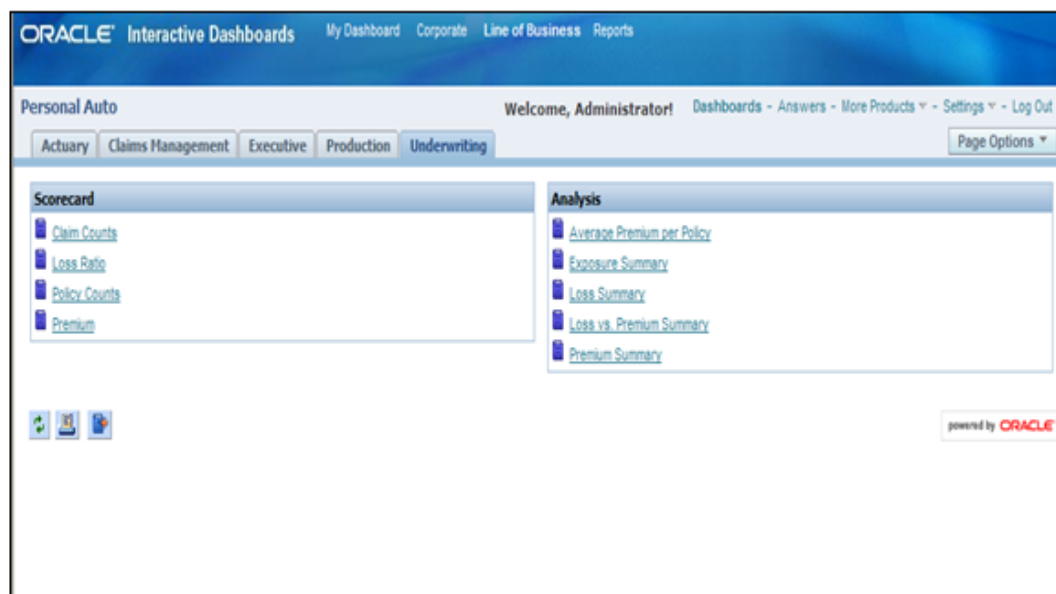 ORACLE Interactive Dashboards My Dashboard Corporate Line of Business Reports
Personal Auto Welcome, Administrator! Dashboards - Answers - More Products - Settings - Log Out
Actuary Claims Management Executive Production Underwriting Page Options
Scorecard
Claim Counts
Loss Ratio
Policy Counts
Premium
Analysis
Average Premium per Policy
Exposure Summary
Loss Summary
Loss vs. Premium Summary
Premium Summary
powered by ORACLE